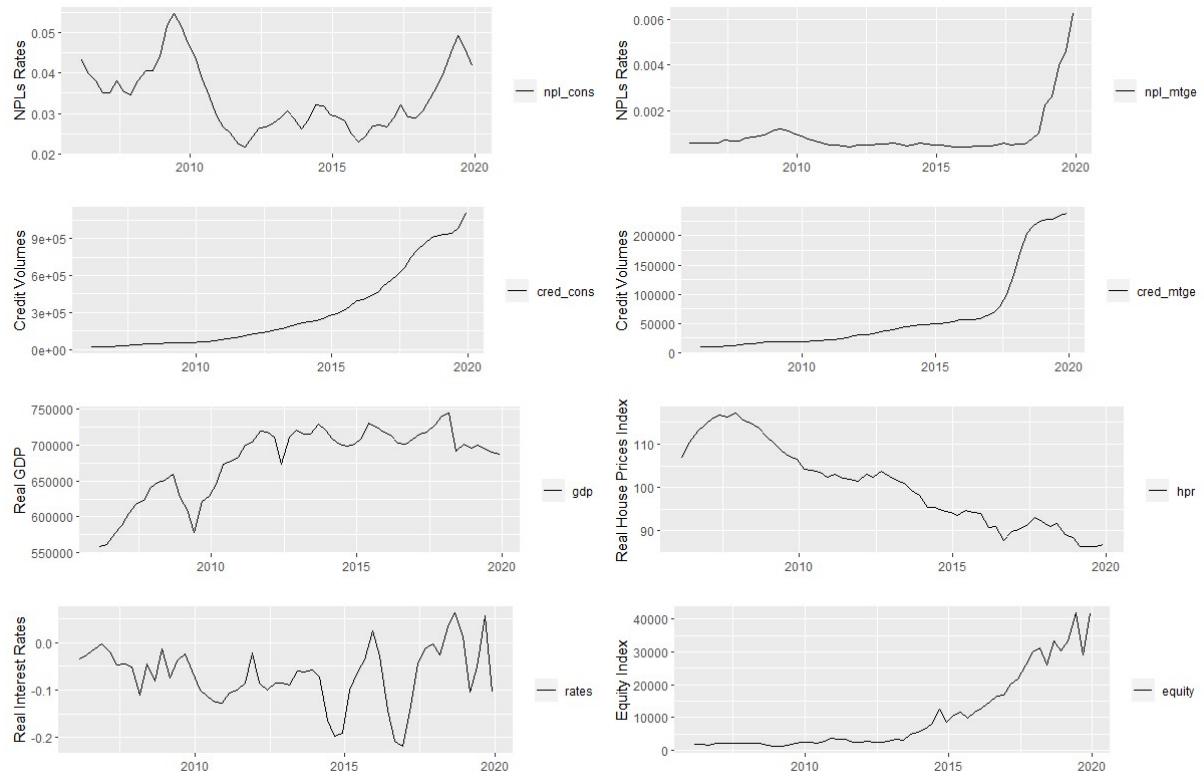 NPLs Rates
0.05
0.04
0.03
0.02
2010 2015 2020
npl_cons
NPLs Rates
0.006
0.004
0.002
2010 2015 2020
npl_mtge
Credit Volumes
9e+05
6e+05
3e+05
0e+00
2010 2015 2020
cred_cons
Credit Volumes
200000
150000
100000
50000
0
2010 2015 2020
cred_mtge
Real GDP
750000
700000
650000
600000
550000
2010 2015 2020
gdp
Real House Prices Index
110
100
90
2010 2015 2020
hpr
Real Interest Rates
0.0
-0.1
-0.2
2010 2015 2020
rates
Equity Index
40000
30000
20000
10000
0
2010 2015 2020
equity